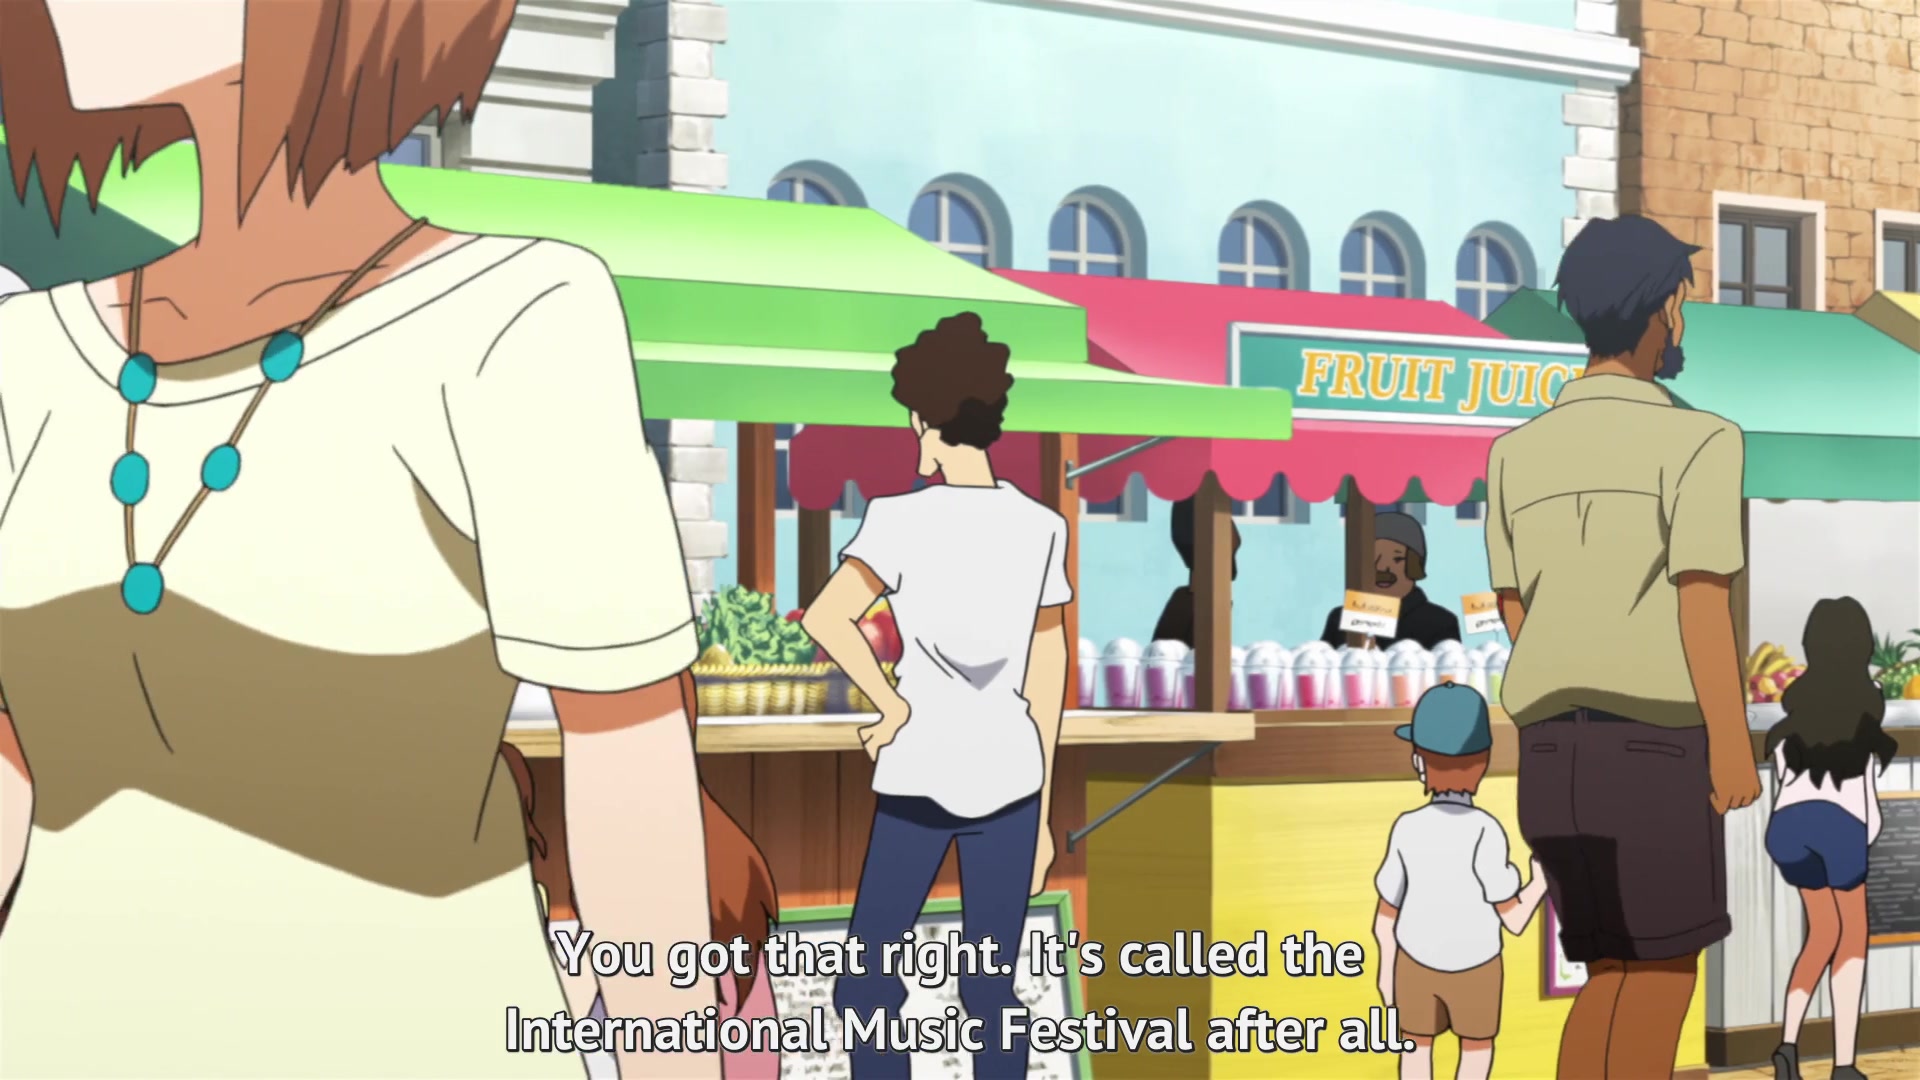 FRUIT JUIC
You got that right. It's called the
International Music Festival after all.